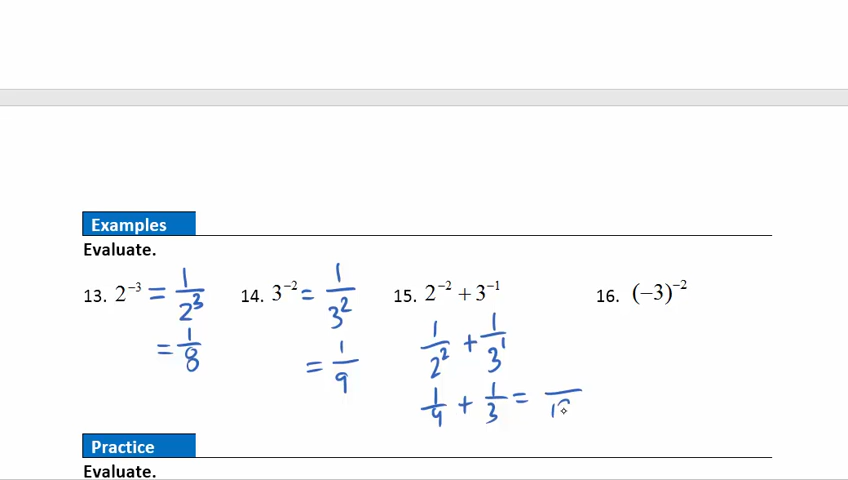 Examples
Evaluate.
13. 2⁻³ = 1/2³
= 1/8
14. 3⁻² = 1/3²
= 1/9
15. 2⁻² + 3⁻¹
1/2² + 1/3¹
1/4 + 1/3 =
16. (−3)⁻²
Practice
Evaluate.